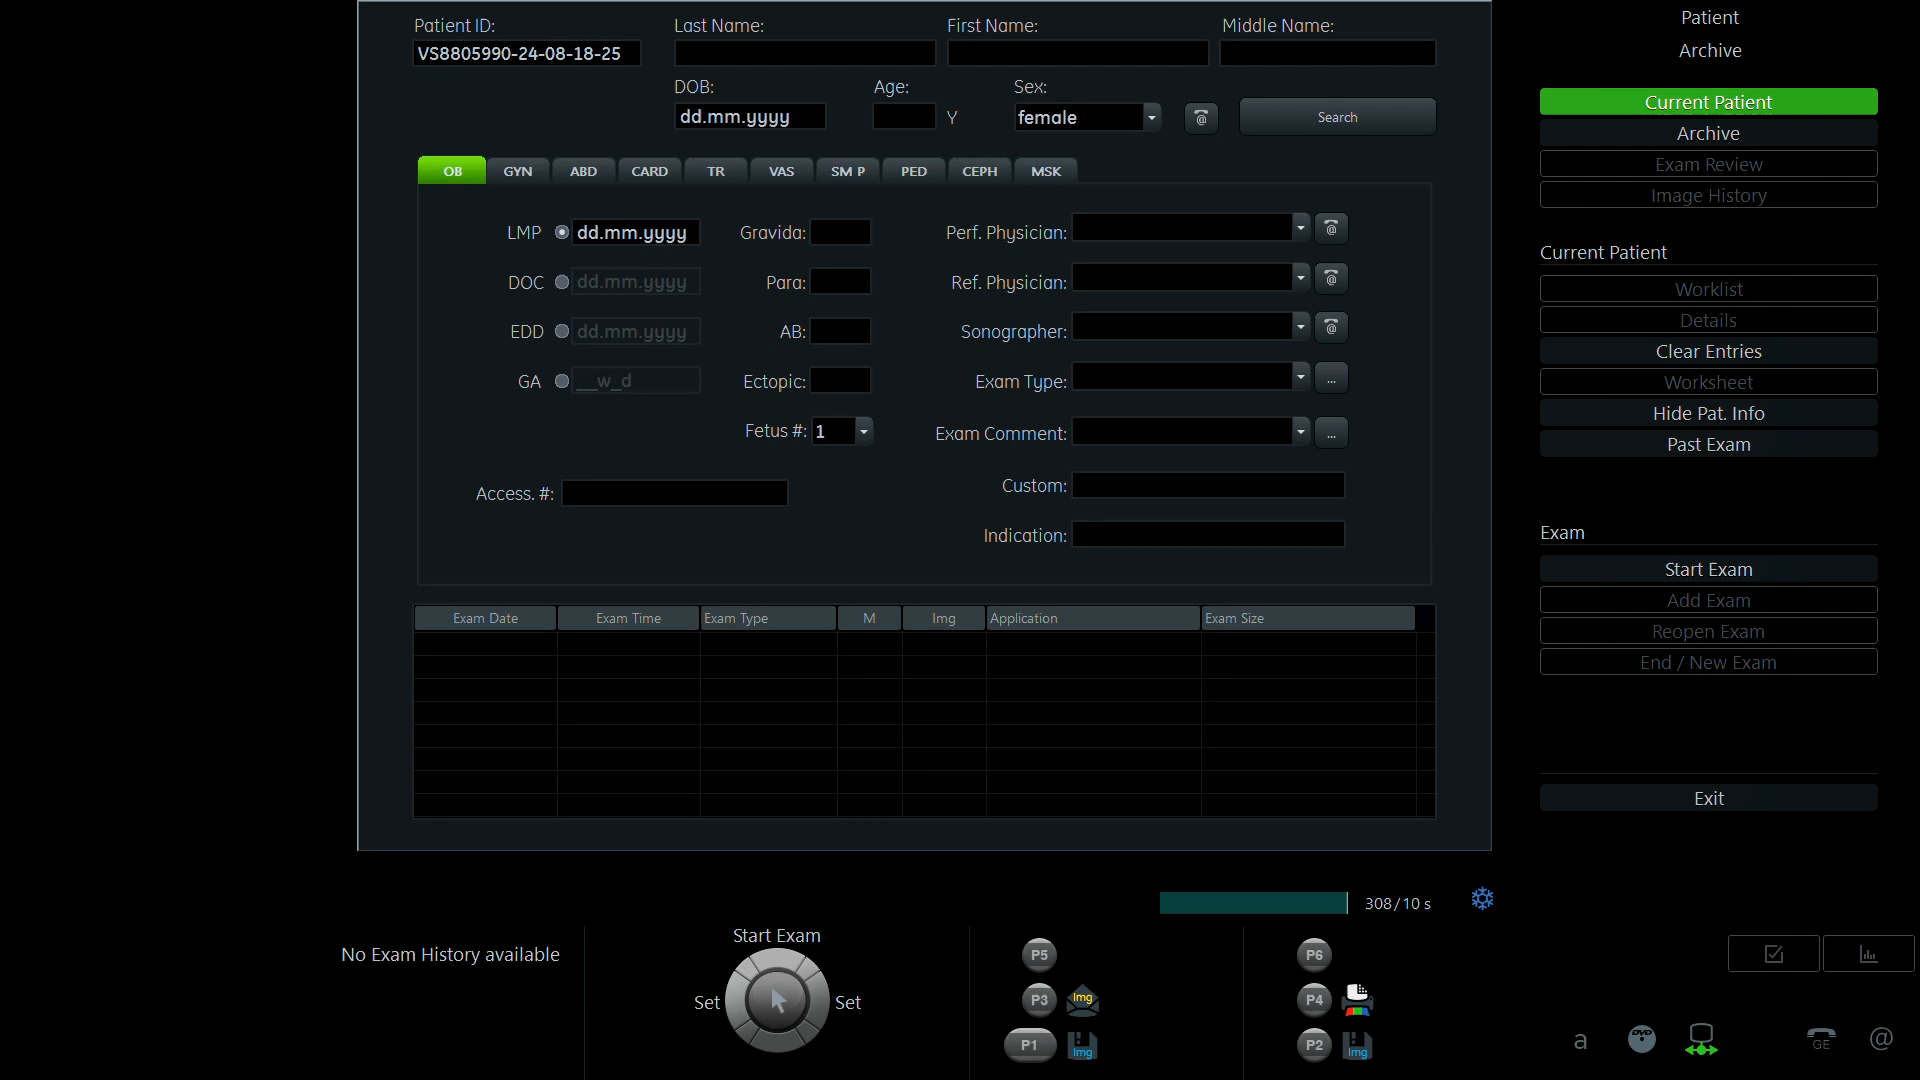 Patient ID:
VS8805990-24-08-18-25
Last Name:
First Name:
Middle Name:
DOB:
dd.mm.yyyy
Age:
Y
Sex:
female
Search
OB GYN ABD CARD TR VAS SM P PED CEPH MSK
LMP dd.mm.yyyy
DOC dd.mm.yyyy
EDD dd.mm.yyyy
GA __w_d
Gravida:
Para:
AB:
Ectopic:
Fetus #: 1
Access. #:
Perf. Physician:
@
Ref. Physician:
@
Sonographer:
@
Exam Type:
...
Exam Comment:
...
Custom:
Indication:
Exam Date Exam Time Exam Type M Img Application Exam Size
Patient
Archive
Current Patient
Archive
Exam Review
Image History
Current Patient
Worklist
Details
Clear Entries
Worksheet
Hide Pat. Info
Past Exam
Exam
Start Exam
Add Exam
Reopen Exam
End / New Exam
Exit
308/10 s
No Exam History available
Start Exam
Set Set
P5
P3 Img
P1 Img
P6
P4
P2 Img
a DVD GE @